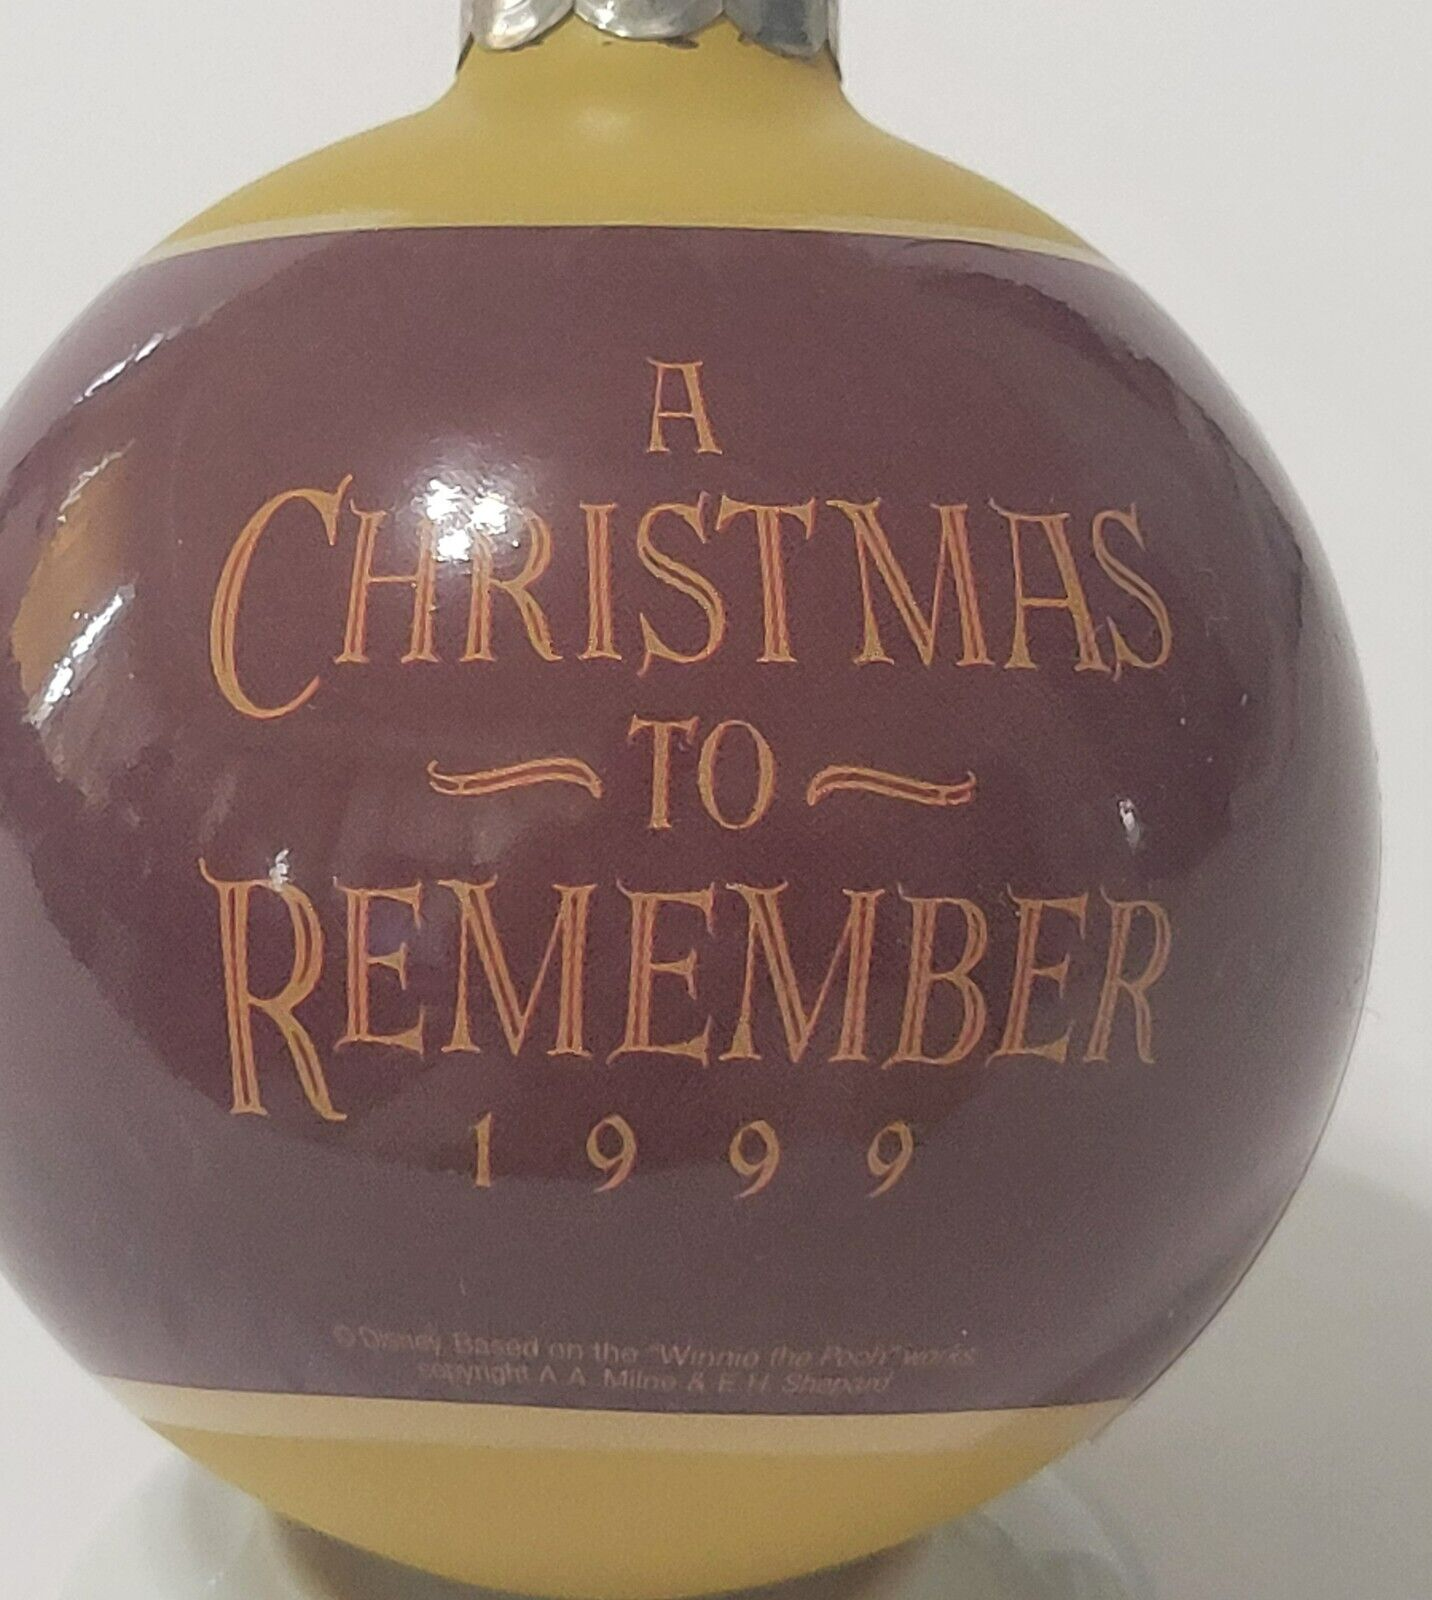 A
CHRISTMAS
TO
REMEMBER
1999
© Disney. Based on the "Winnie the Pooh" works
copyright A. A. Milne & E. H. Shepard